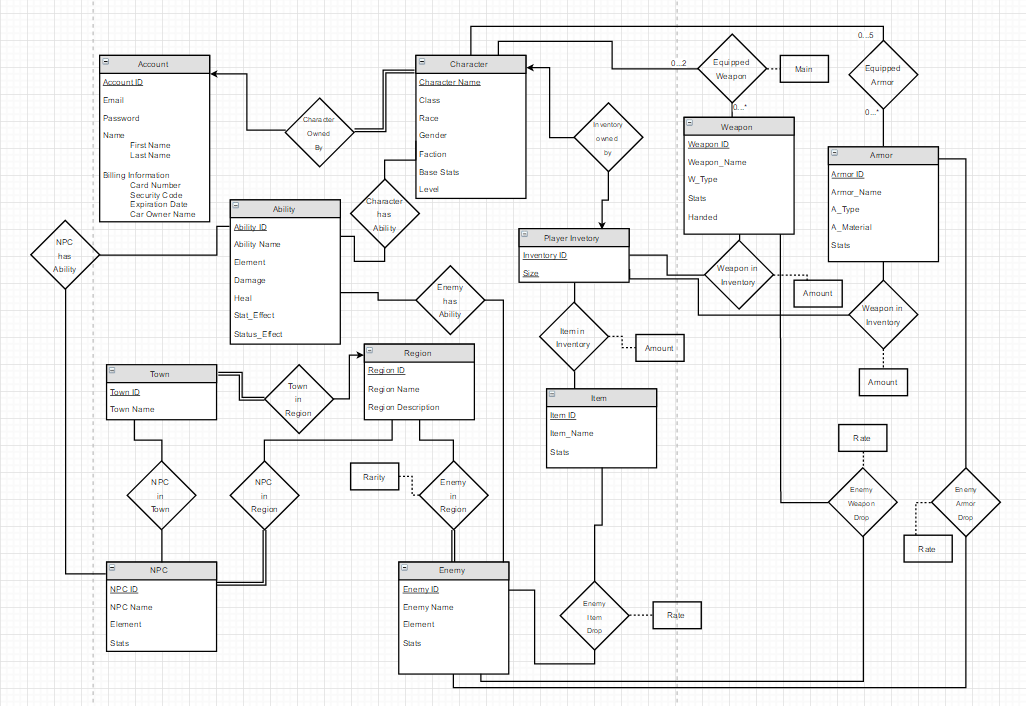 Account
Account ID
Email
Password
Name
First Name
Last Name
Billing Information
Card Number
Security Code
Expiration Date
Car Owner Name
Character
Owned
By
Character
Character Name
Class
Race
Gender
Faction
Base Stats
Level
0...2
Equipped
Weapon
Main
0...*
0...5
Equipped
Armor
0...*
Inventory
owned
by
Weapon
Weapon ID
Weapon_Name
W_Type
Stats
Handed
Armor
Armor ID
Armor_Name
A_Type
A_Material
Stats
NPC
has
Ability
Ability
Ability ID
Ability Name
Element
Damage
Heal
Stat_Effect
Status_Effect
Character
has
Ability
Enemy
has
Ability
Player Invetory
Inventory ID
Size
Weapon in
Inventory
Amount
Weapon in
Inventory
Amount
Item in
Inventory
Amount
Town
Town ID
Town Name
Town
in
Region
Region
Region ID
Region Name
Region Description
Item
Item ID
Item_Name
Stats
NPC
in
Town
NPC
in
Region
Rarity
Enemy
in
Region
Rate
Enemy
Weapon
Drop
Enemy
Armor
Drop
Rate
NPC
NPC ID
NPC Name
Element
Stats
Enemy
Enemy ID
Enemy Name
Element
Stats
Enemy
Item
Drop
Rate